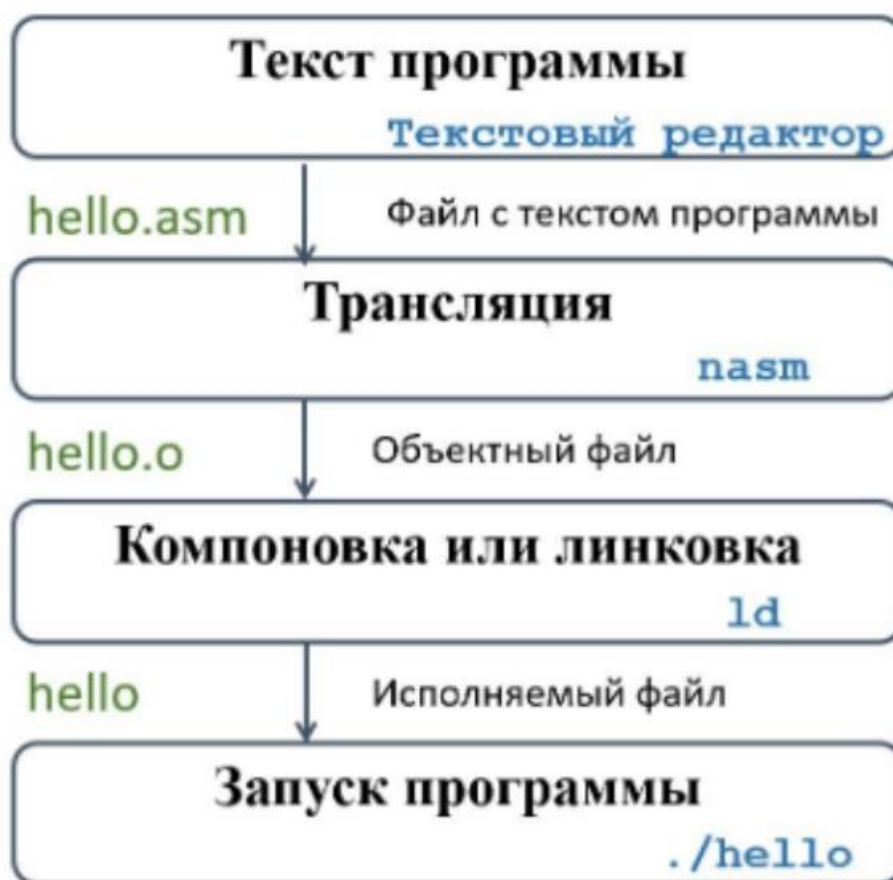 Текст программы
Текстовый редактор
hello.asm
Файл с текстом программы
Трансляция
nasm
hello.o
Объектный файл
Компоновка или линковка
ld
hello
Исполняемый файл
Запуск программы
./hello